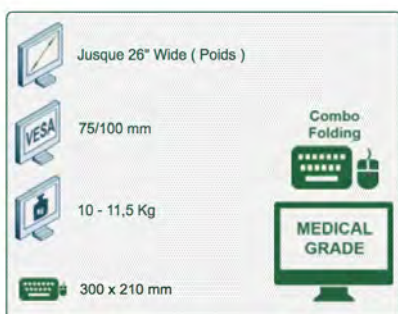 Jusque 26" Wide ( Poids )
VESA
75/100 mm
Combo
Folding
KG
10 - 11,5 Kg
MEDICAL
GRADE
300 x 210 mm